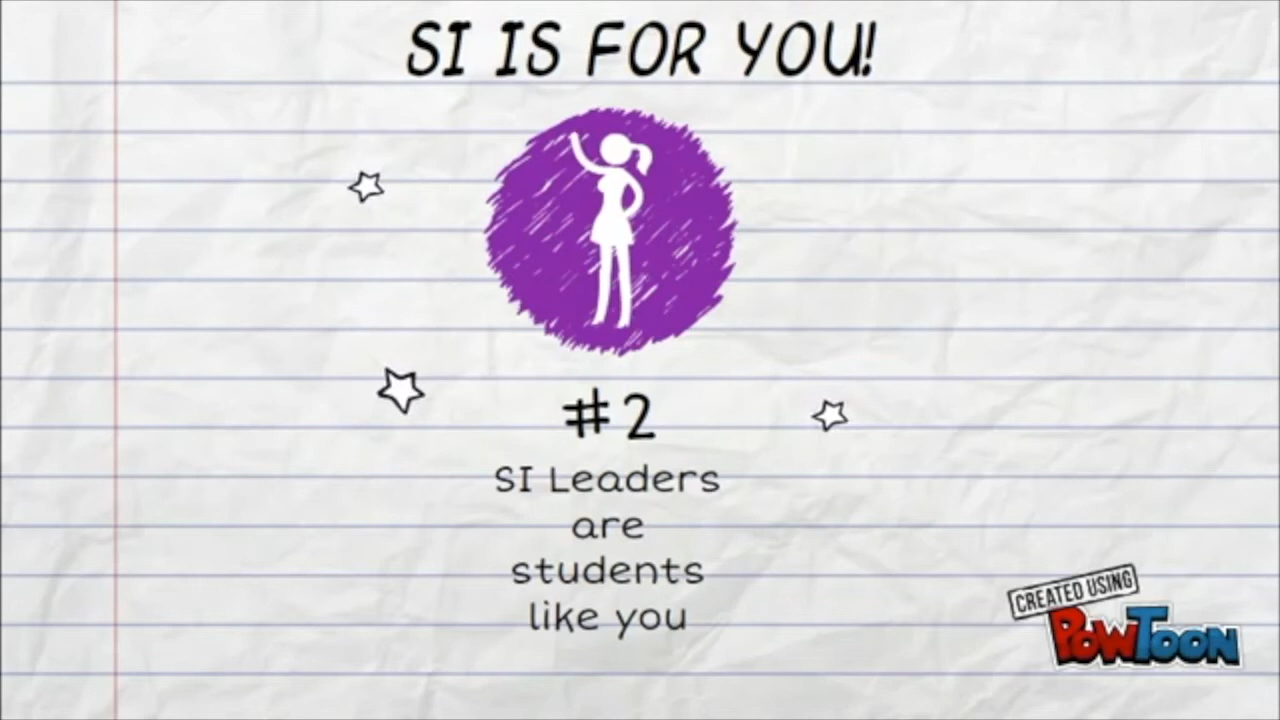 SI IS FOR YOU!
#2
SI Leaders
are
students
like you
CREATED USING
POWTOON